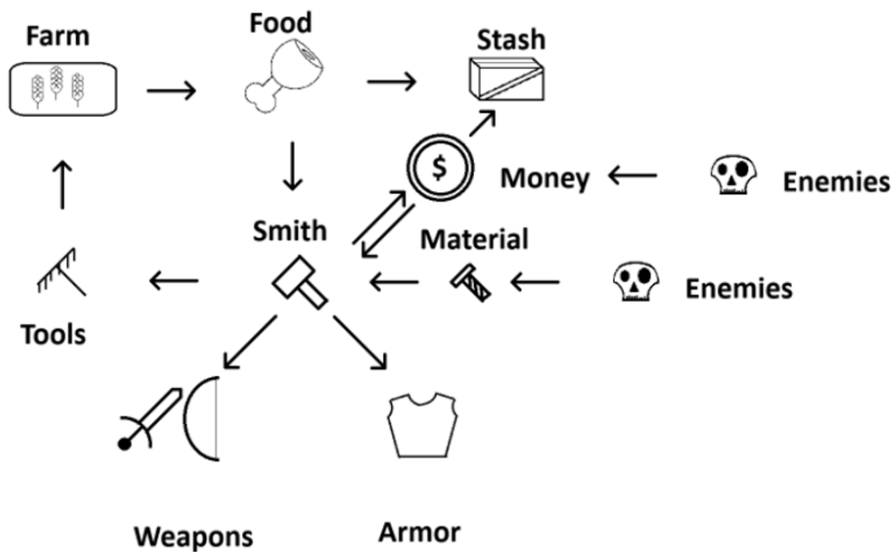 Farm
Food
Stash
$
Money
Enemies
Smith
Material
Enemies
Tools
Weapons
Armor